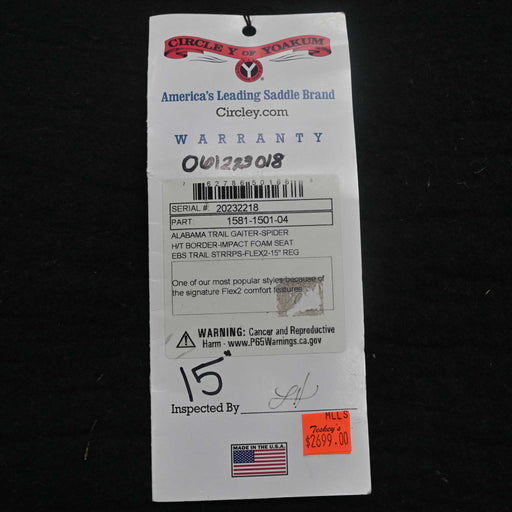 CIRCLE Y OF YOAKUM
Y
America's Leading Saddle Brand
Circley.com
WARRANTY
061223018
SERIAL #: 20232218
PART: 1581-1501-04
ALABAMA TRAIL GAITER-SPIDER
H/T BORDER-IMPACT FOAM SEAT
EBS TRAIL STRRPS-FLEX2-15" REG
One of our most popular styles because of
the signature Flex2 comfort features
WARNING: Cancer and Reproductive
Harm - www.P65Warnings.ca.gov
15"
Inspected By
MLLS
Teskey's
$2699.00
MADE IN THE U.S.A.